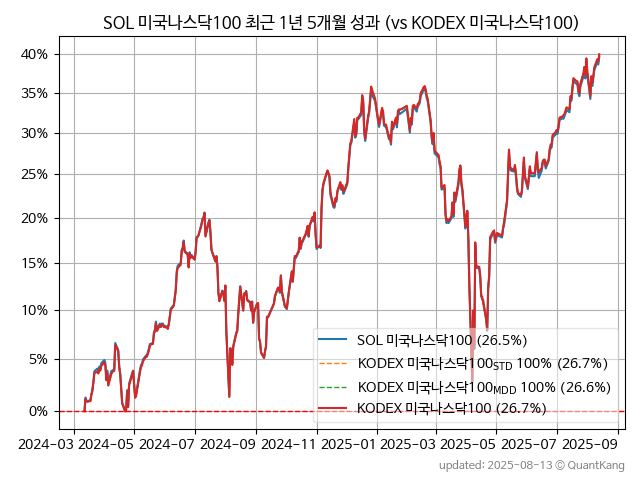 SOL 미국나스닥100 최근 1년 5개월 성과 (vs KODEX 미국나스닥100)
40%
35%
30%
25%
20%
15%
10%
5%
0%
SOL 미국나스닥100 (26.5%)
KODEX 미국나스닥100STD 100% (26.7%)
KODEX 미국나스닥100MDD 100% (26.6%)
KODEX 미국나스닥100 (26.7%)
2024-03 2024-05 2024-07 2024-09 2024-11 2025-01 2025-03 2025-05 2025-07 2025-09
updated: 2025-08-13 © QuantKang